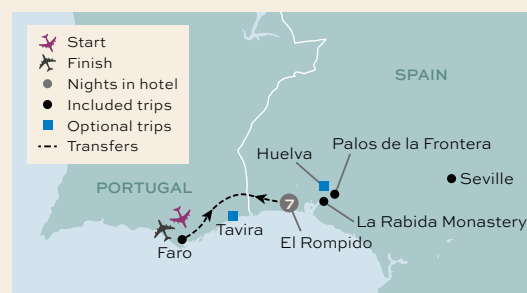 Start
Finish
Nights in hotel
Included trips
Optional trips
Transfers
SPAIN
Palos de la Frontera
Huelva
Seville
PORTUGAL
7
La Rabida Monastery
Tavira
El Rompido
Faro